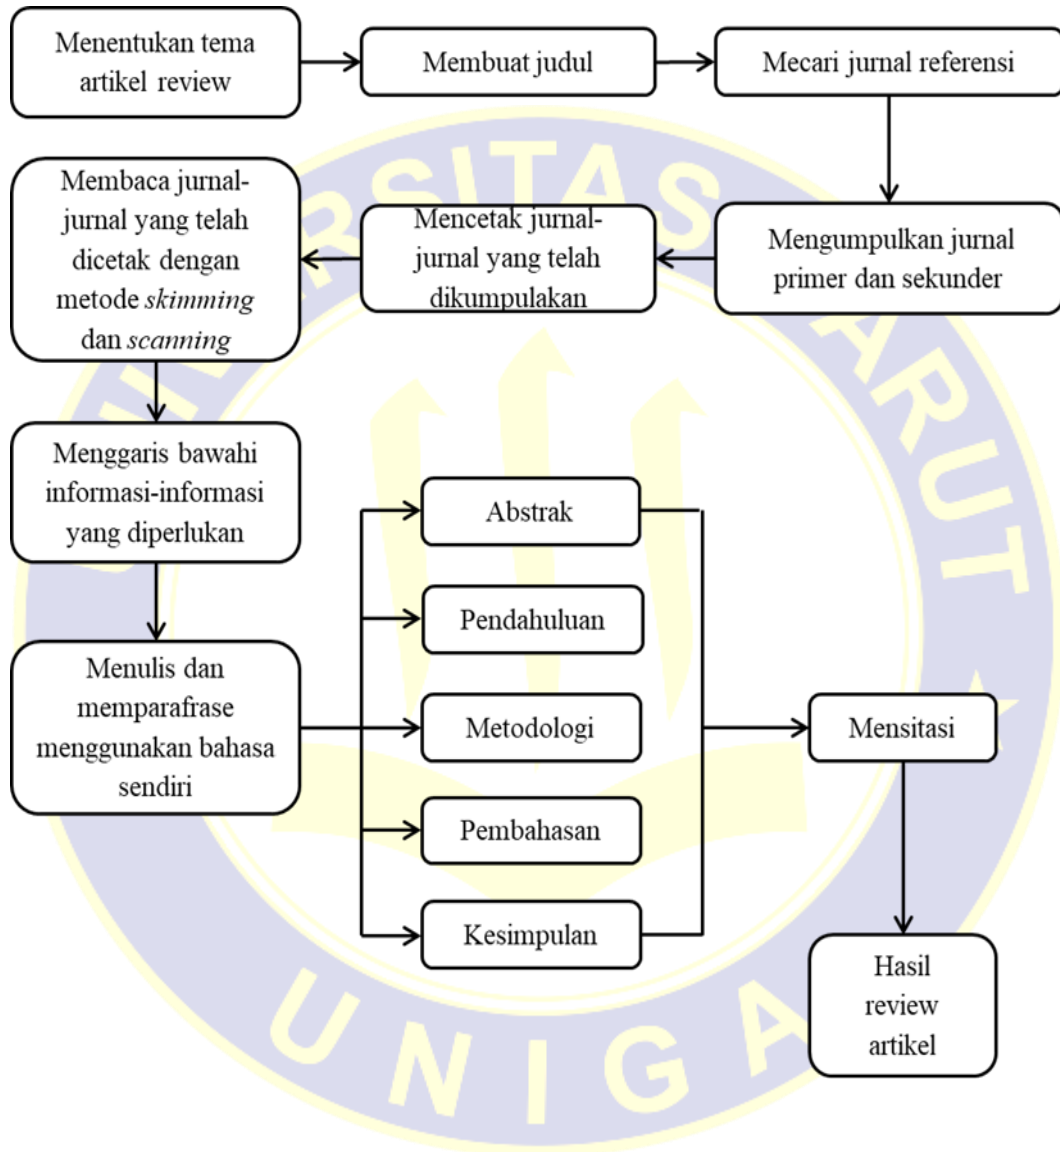 Menentukan tema
artikel review
Membuat judul
Mecari jurnal referensi
Mengumpulkan jurnal
primer dan sekunder
Mencetak jurnal-
jurnal yang telah
dikumpulakan
Membaca jurnal-
jurnal yang telah
dicetak dengan
metode skimming
dan scanning
Menggaris bawahi
informasi-informasi
yang diperlukan
Menulis dan
memparafrase
menggunakan bahasa
sendiri
Abstrak
Pendahuluan
Metodologi
Pembahasan
Kesimpulan
Mensitasi
Hasil
review
artikel
UNIGA